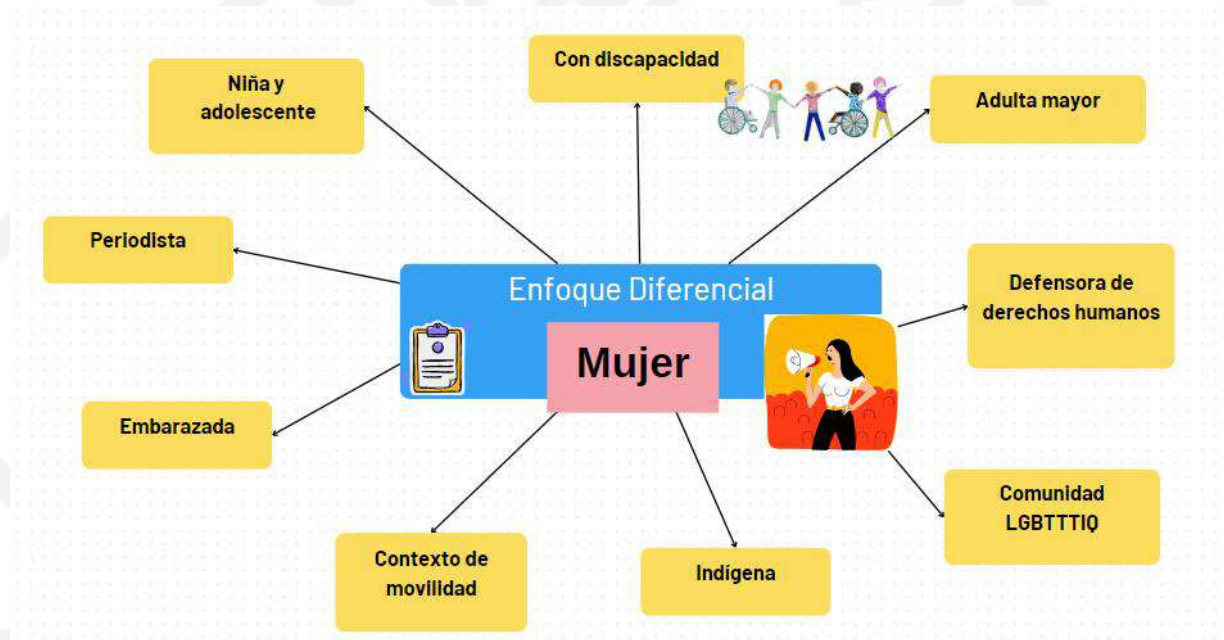 Con discapacidad
Niña y
adolescente
Adulta mayor
Periodista
Enfoque Diferencial
Mujer
Defensora de
derechos humanos
Embarazada
Comunidad
LGBTTTIQ
Contexto de
movilidad
Indígena